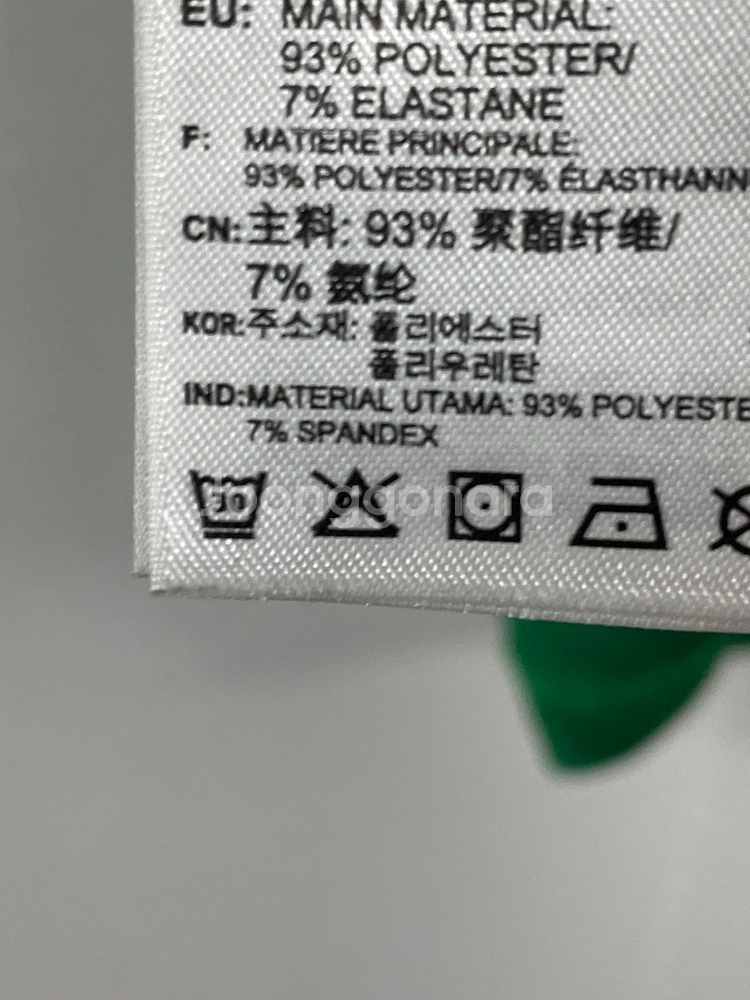 EU: MAIN MATERIAL:
93% POLYESTER/
7% ELASTANE
F: MATIERE PRINCIPALE:
93% POLYESTER/7% ÉLASTHANN
CN:主料: 93% 聚酯纤维/
7% 氨纶
KOR:주소재: 폴리에스터
폴리우레탄
IND:MATERIAL UTAMA: 93% POLYESTE
7% SPANDEX
30
joonggonara